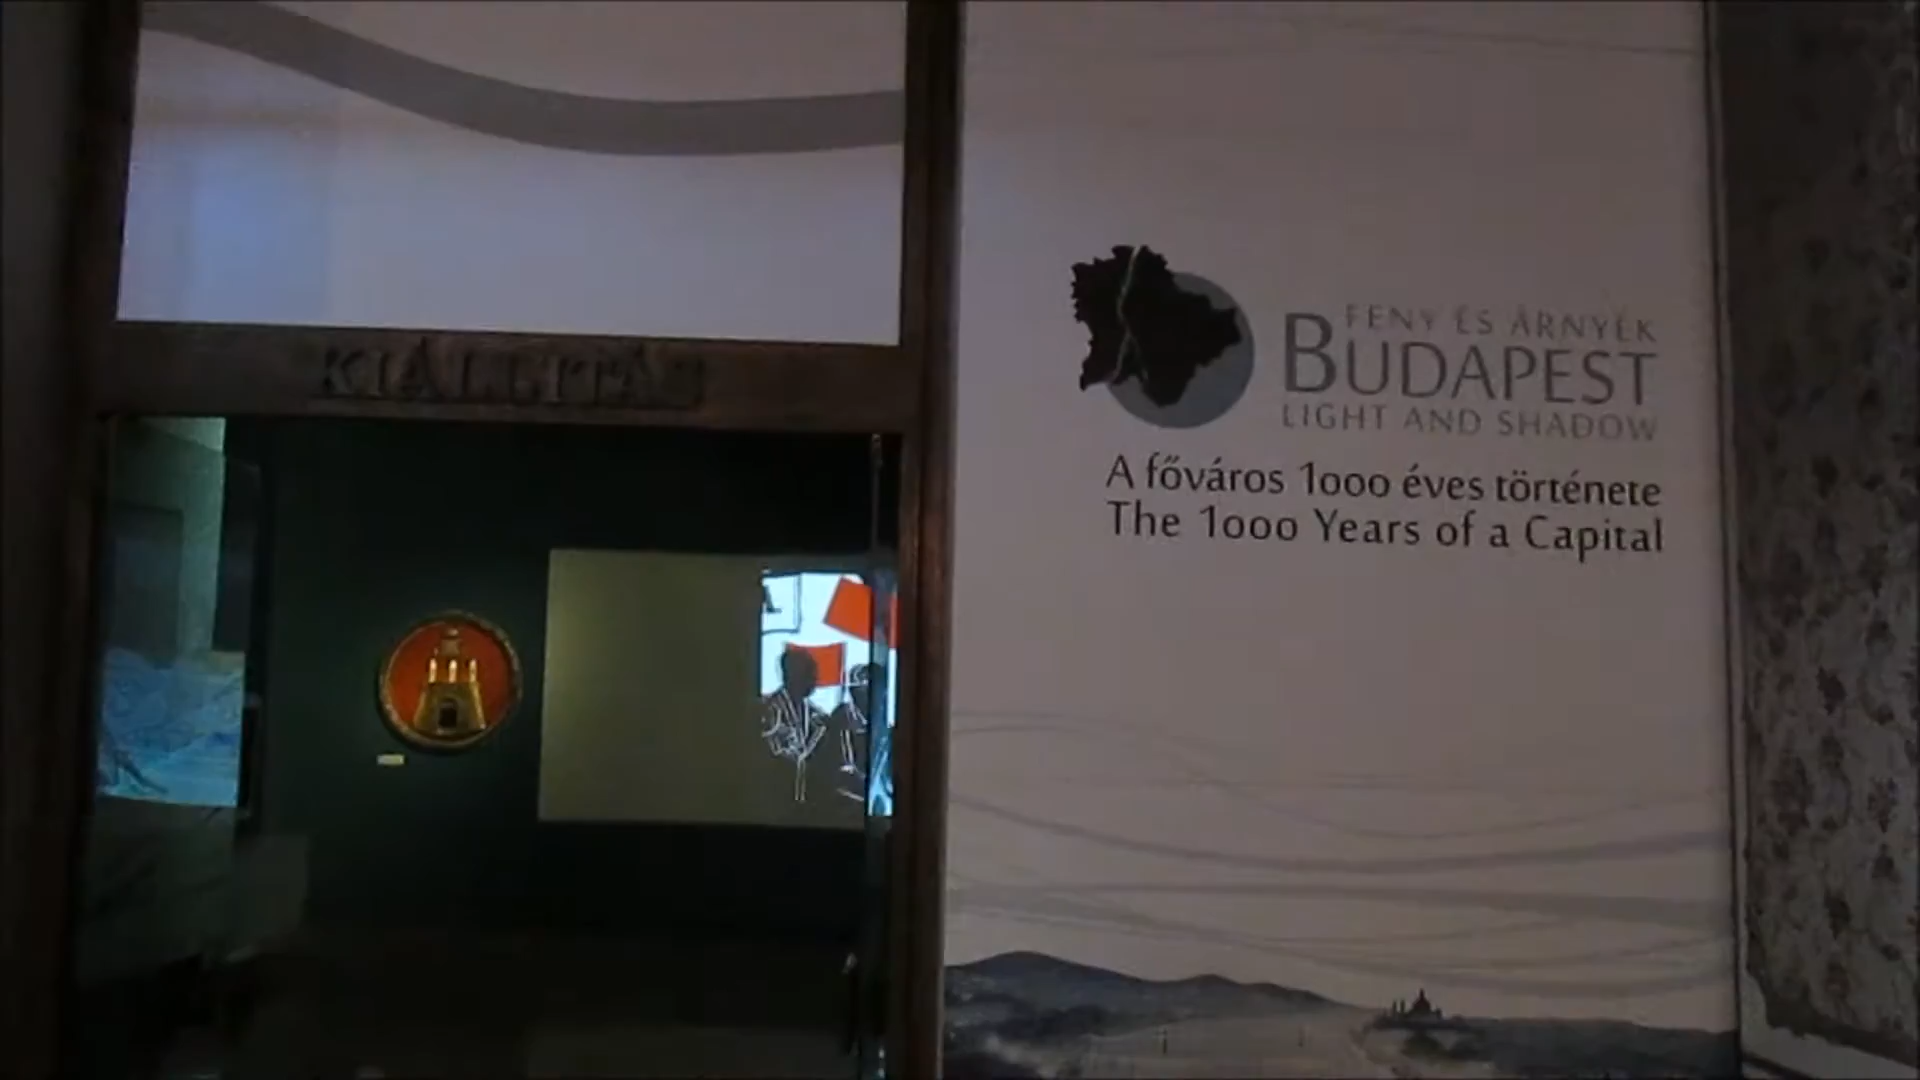 KIÁLLÍTÁS
FÉNY ÉS ÁRNYÉK
BUDAPEST
LIGHT AND SHADOW
A főváros 1000 éves története
The 1000 Years of a Capital